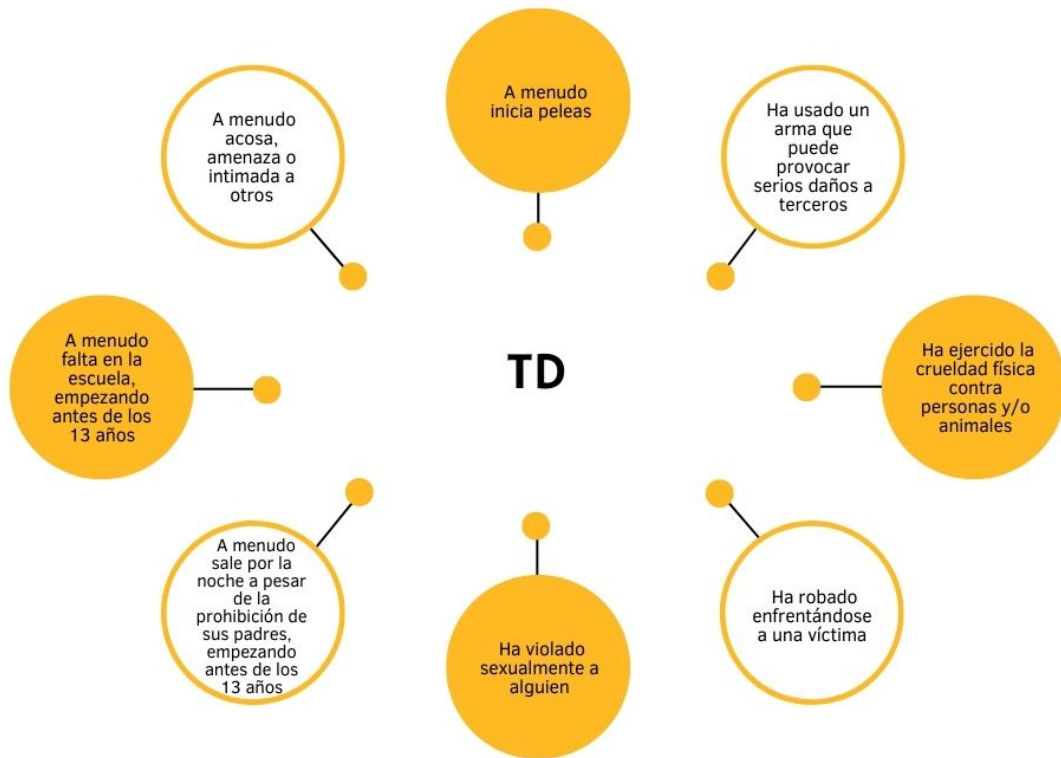 A menudo
inicia peleas
A menudo
acosa,
amenaza o
intimada a
otros
Ha usado un
arma que
puede
provocar
serios daños a
terceros
A menudo
falta en la
escuela,
empezando
antes de los
13 años
TD
Ha ejercido la
crueldad física
contra
personas y/o
animales
A menudo
sale por la
noche a pesar
de la
prohibición de
sus padres,
empezando
antes de los
13 años
Ha violado
sexualmente a
alguien
Ha robado
enfrentándose
a una víctima